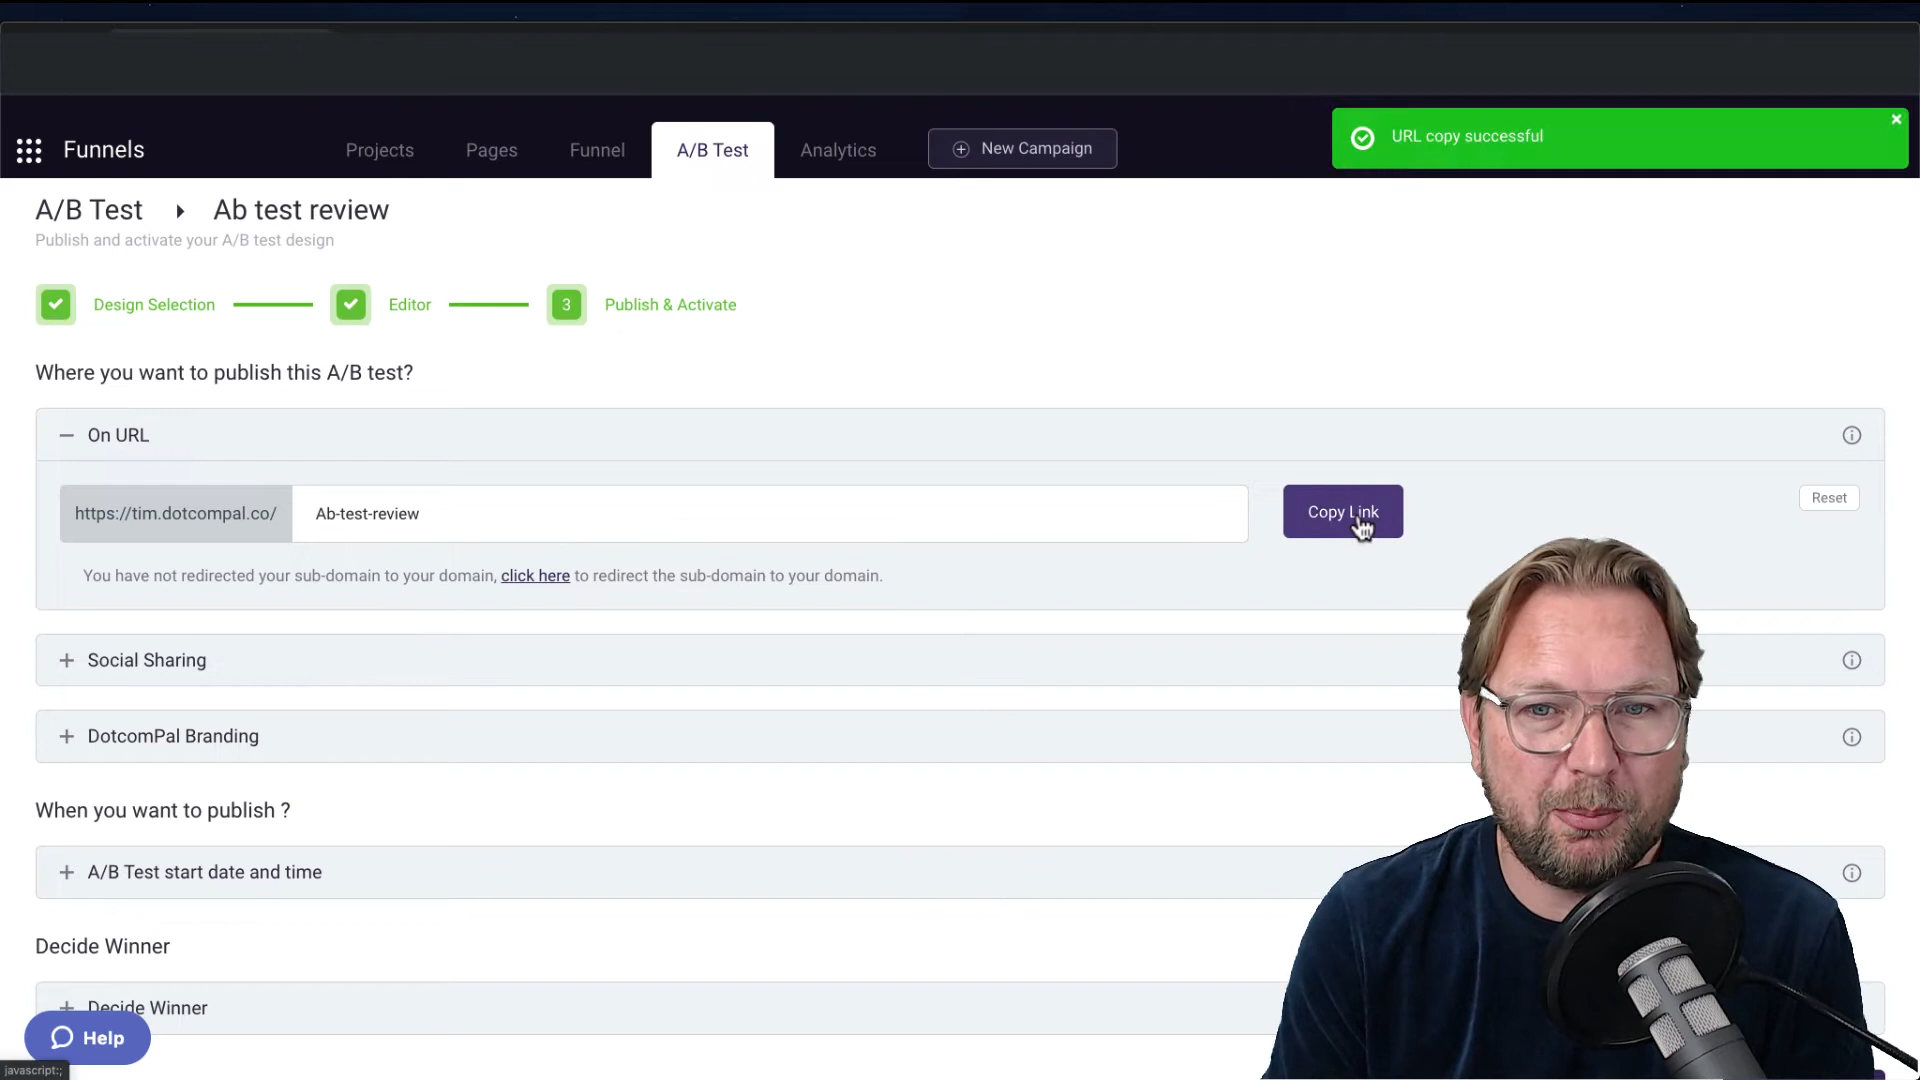 Funnels
Projects
Pages
Funnel
A/B Test
Analytics
New Campaign
URL copy successful
A/B Test
Ab test review
Publish and activate your A/B test design
Design Selection
Editor
3
Publish & Activate
Where you want to publish this A/B test?
On URL
https://tim.dotcompal.co/
Ab-test-review
Copy Link
Reset
You have not redirected your sub-domain to your domain, click here to redirect the sub-domain to your domain.
Social Sharing
DotcomPal Branding
When you want to publish ?
A/B Test start date and time
Decide Winner
Decide Winner
Help
javascript:;